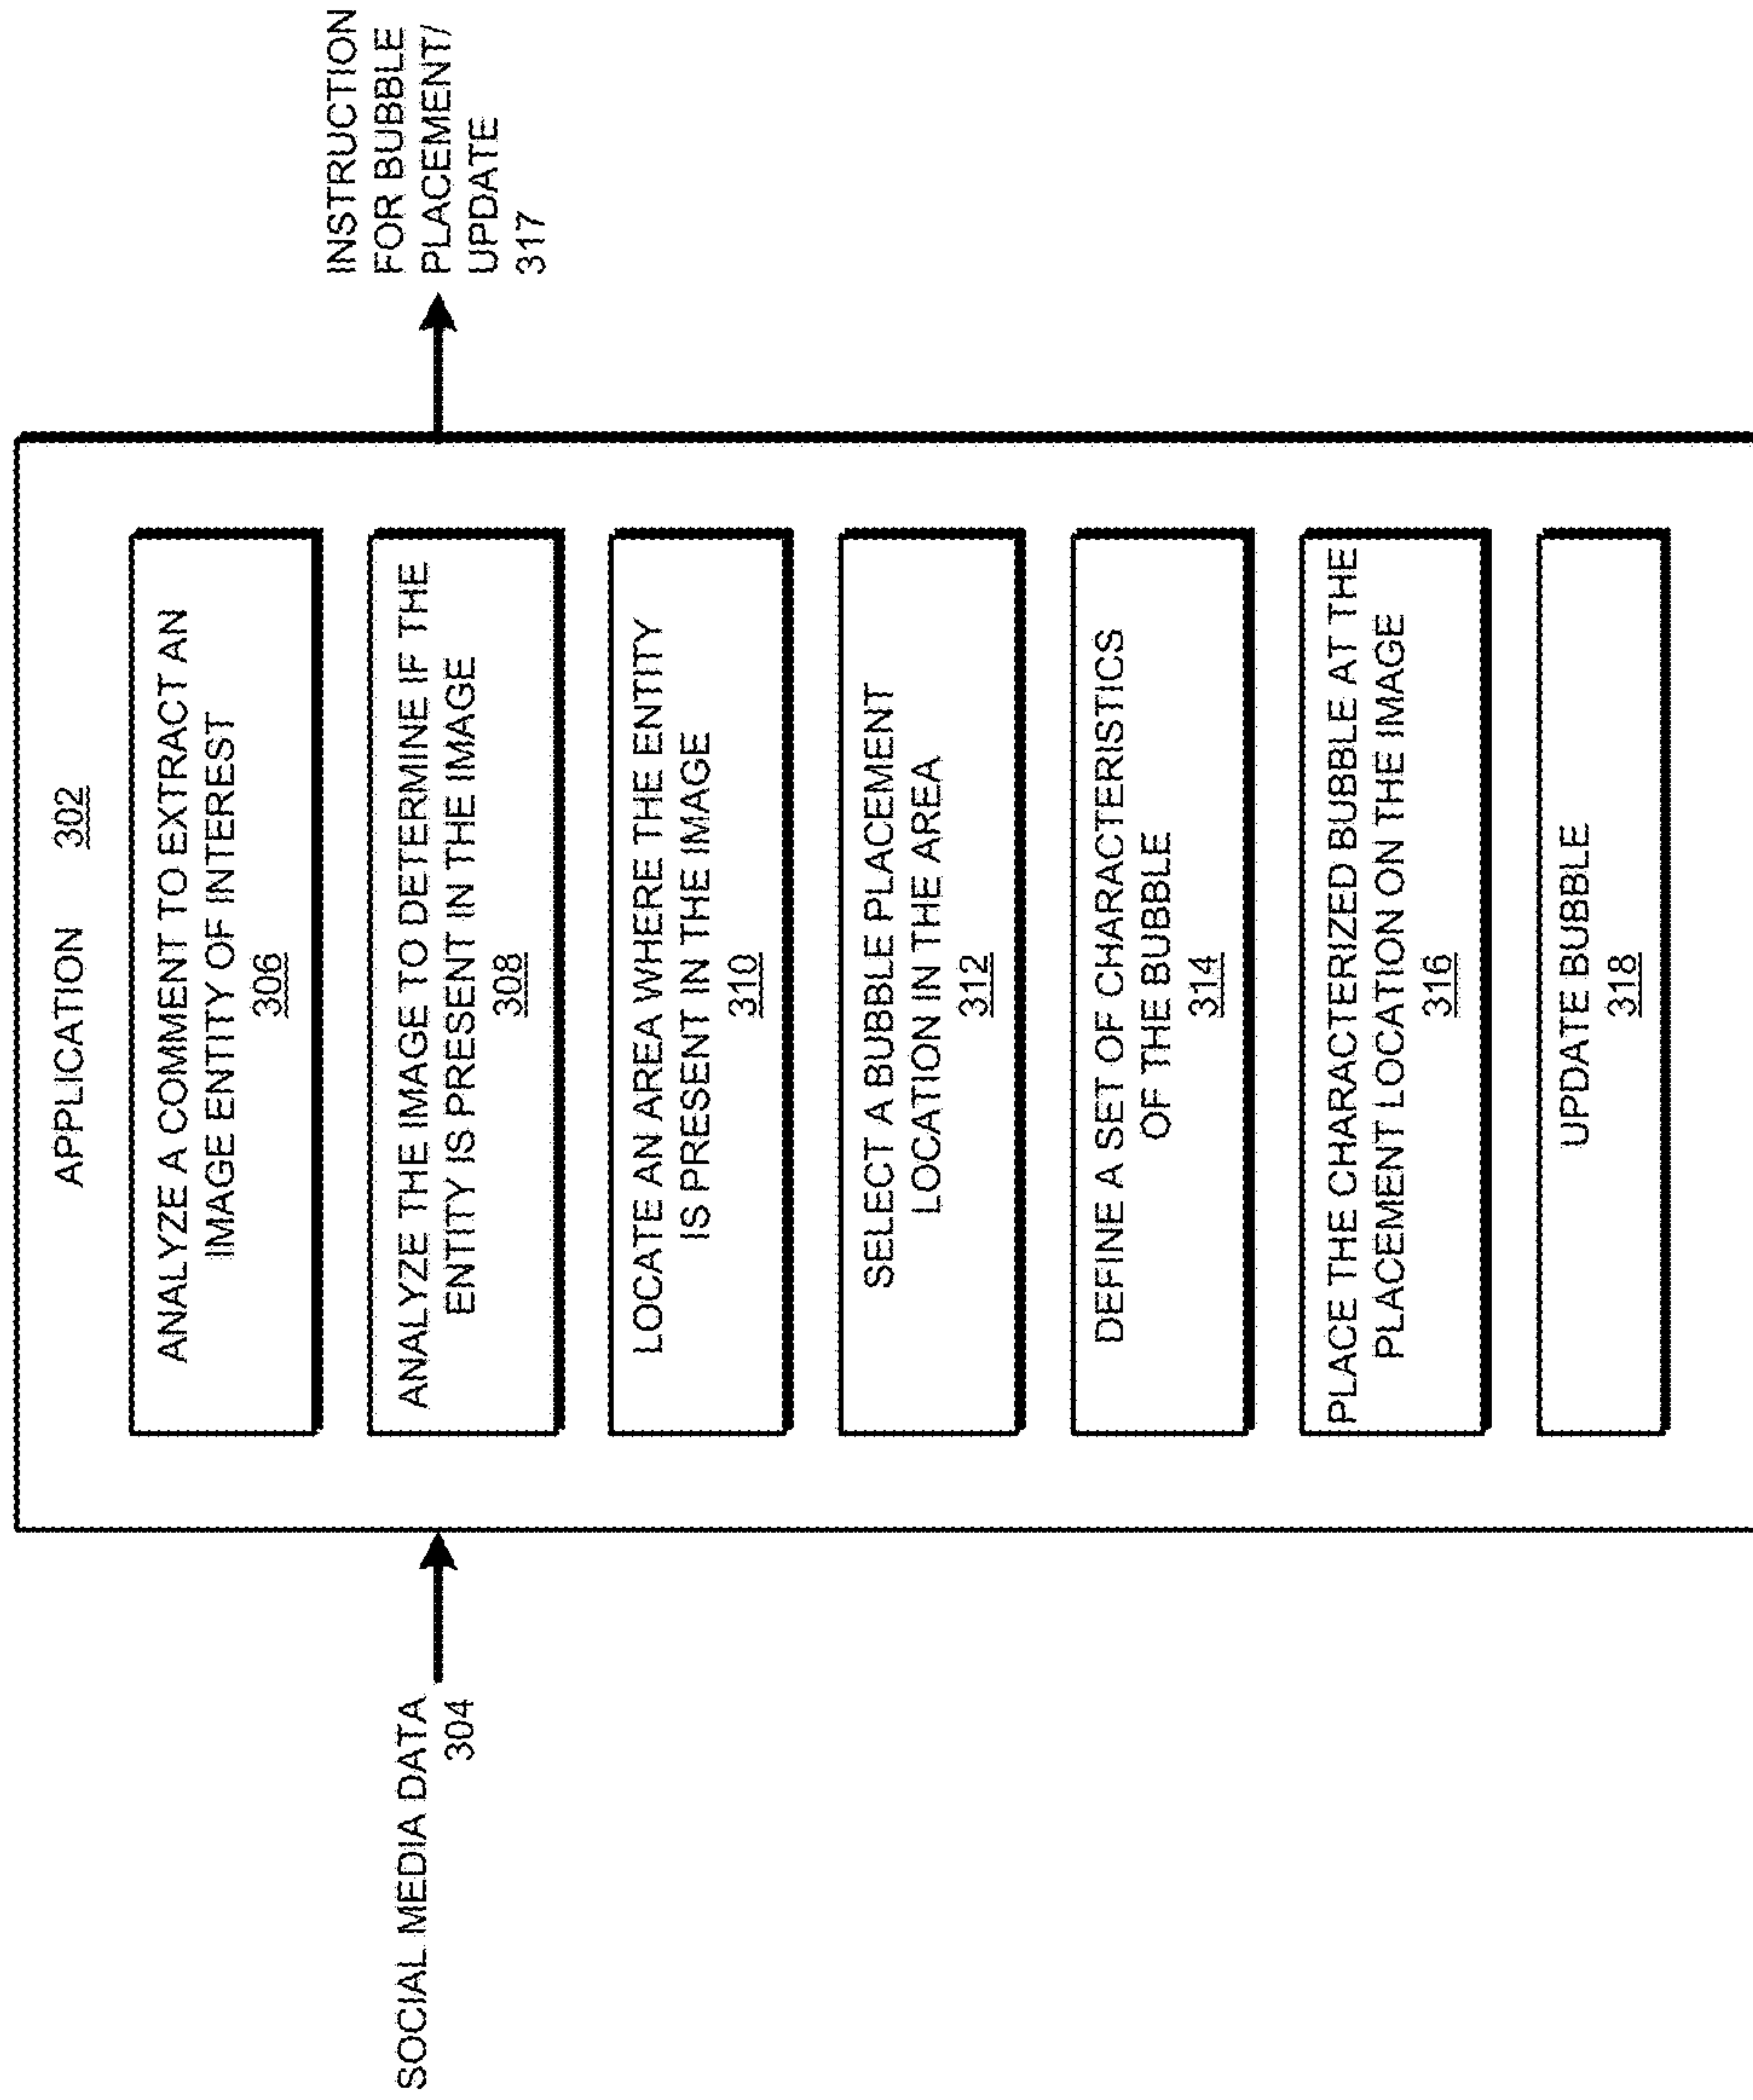 APPLICATION 302
SOCIAL MEDIA DATA
304
ANALYZE A COMMENT TO EXTRACT AN
IMAGE ENTITY OF INTEREST
306
ANALYZE THE IMAGE TO DETERMINE IF THE
ENTITY IS PRESENT IN THE IMAGE
308
LOCATE AN AREA WHERE THE ENTITY
IS PRESENT IN THE IMAGE
310
SELECT A BUBBLE PLACEMENT
LOCATION IN THE AREA
312
DEFINE A SET OF CHARACTERISTICS
OF THE BUBBLE
314
PLACE THE CHARACTERIZED BUBBLE AT THE
PLACEMENT LOCATION ON THE IMAGE
316
UPDATE BUBBLE
318
INSTRUCTION
FOR BUBBLE
PLACEMENT/
UPDATE
317